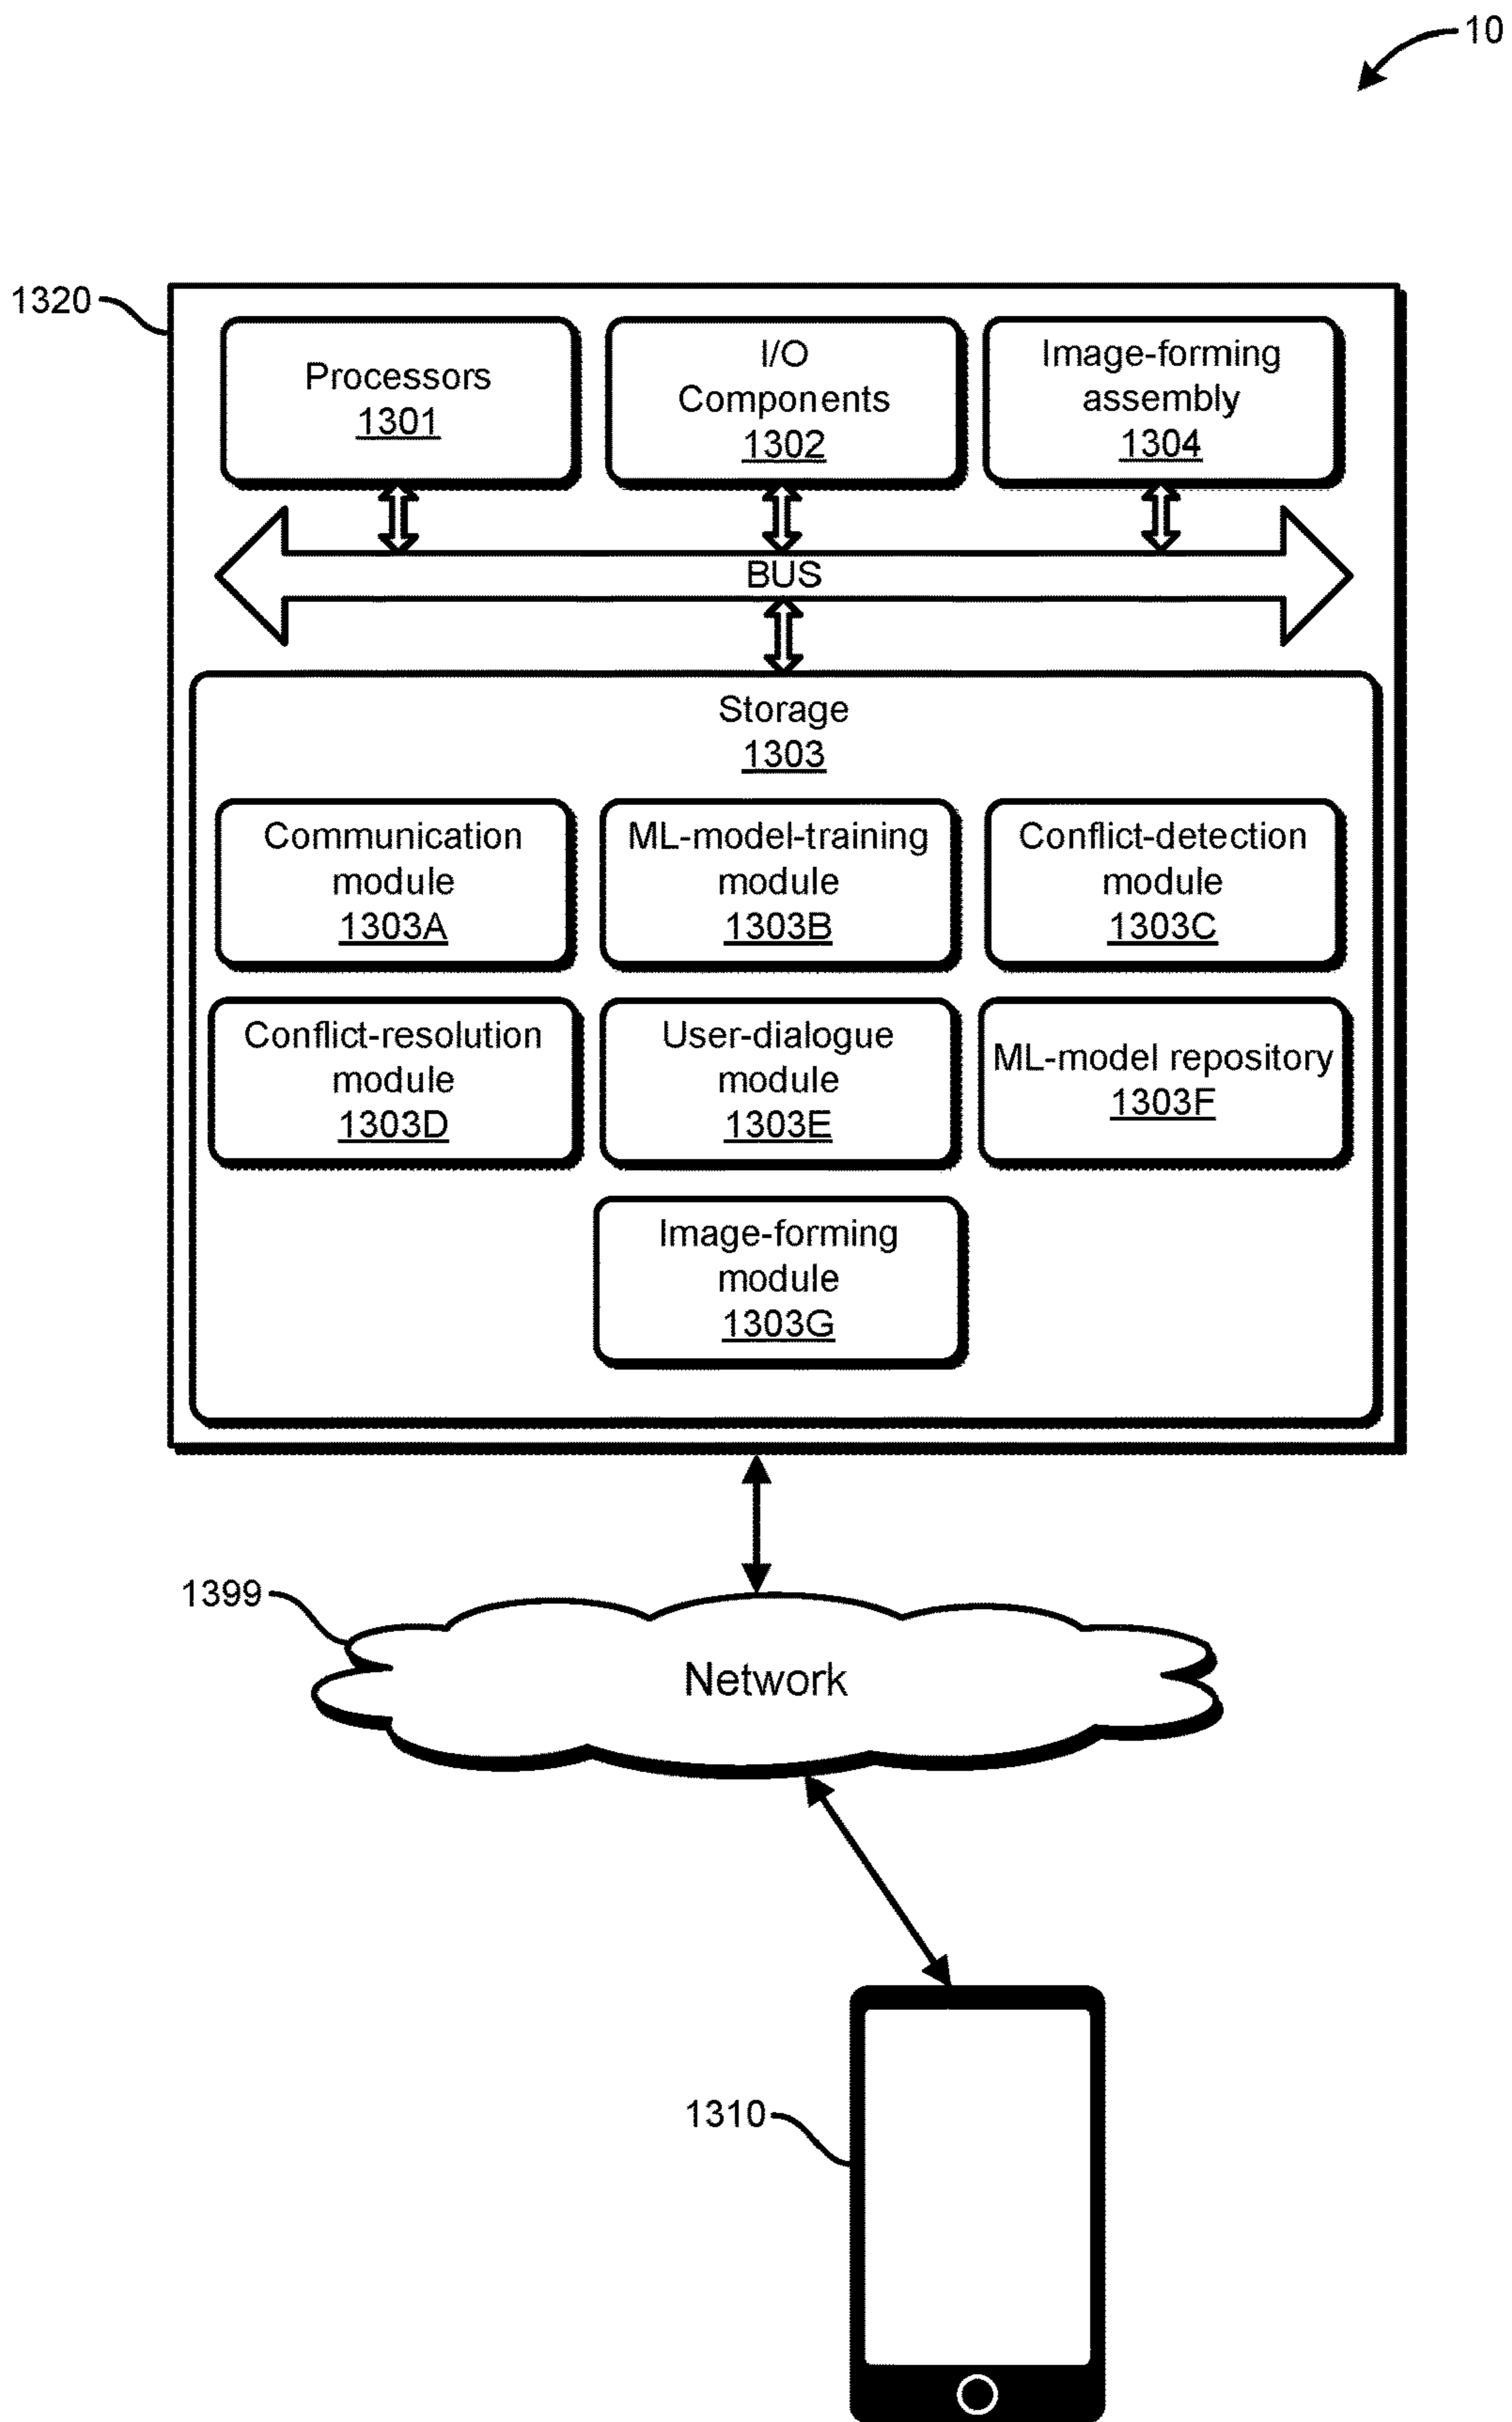 10
1320
Processors
1301
I/O
Components
1302
Image-forming
assembly
1304
BUS
Storage
1303
Communication
module
1303A
ML-model-training
module
1303B
Conflict-detection
module
1303C
Conflict-resolution
module
1303D
User-dialogue
module
1303E
ML-model repository
1303F
Image-forming
module
1303G
1399
Network
1310